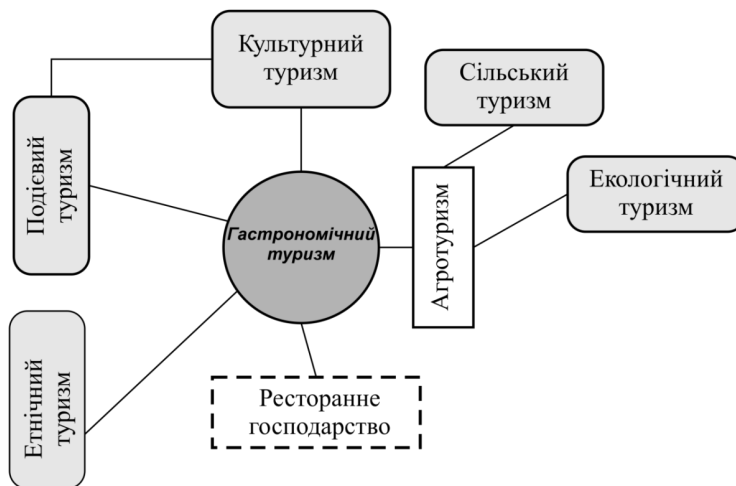 Культурний
туризм
Сільський
туризм
Подієвий
туризм
Екологічний
туризм
Гастрономічний
туризм
Агротуризм
Етнічний
туризм
Ресторанне
господарство